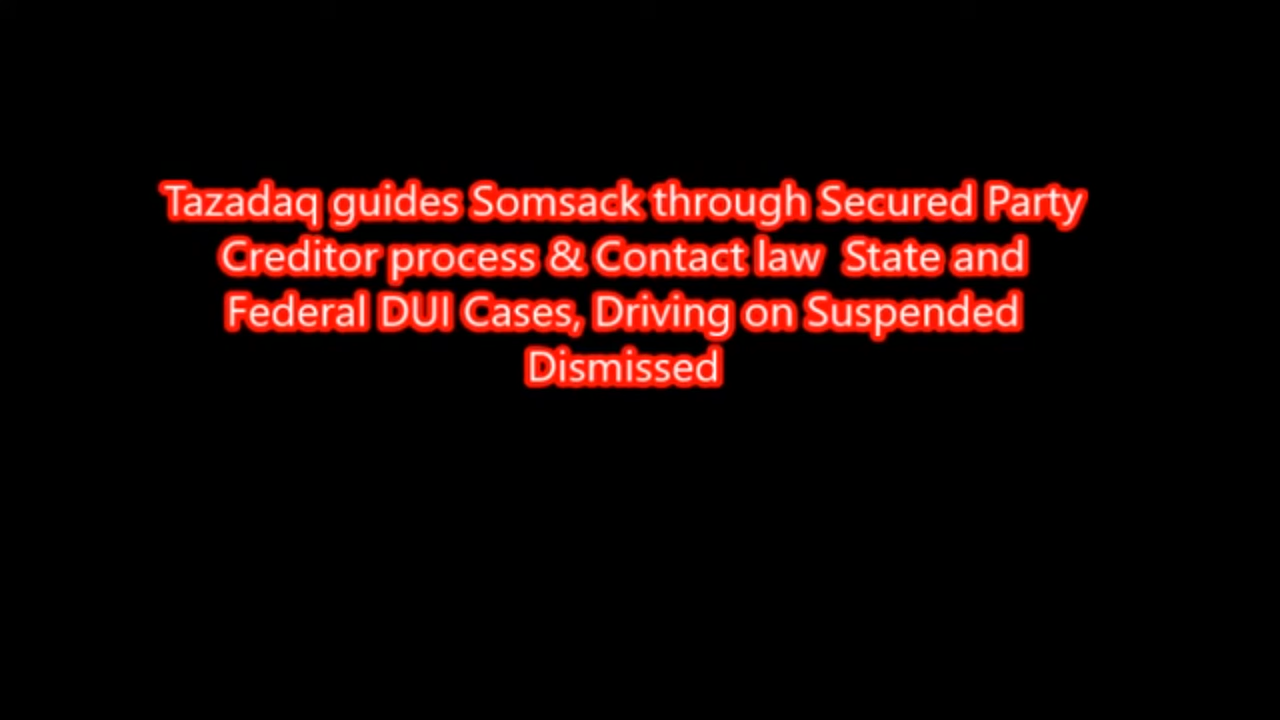 Tazadaq guides Somsack through Secured Party
Creditor process & Contact law  State and
Federal DUI Cases, Driving on Suspended
Dismissed